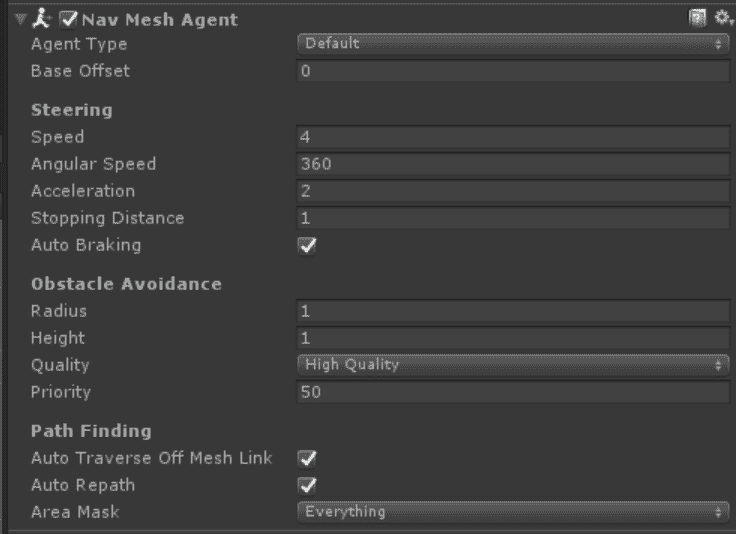 Nav Mesh Agent
Agent Type Default
Base Offset 0
Steering
Speed 4
Angular Speed 360
Acceleration 2
Stopping Distance 1
Auto Braking
Obstacle Avoidance
Radius 1
Height 1
Quality High Quality
Priority 50
Path Finding
Auto Traverse Off Mesh Link
Auto Repath
Area Mask Everything